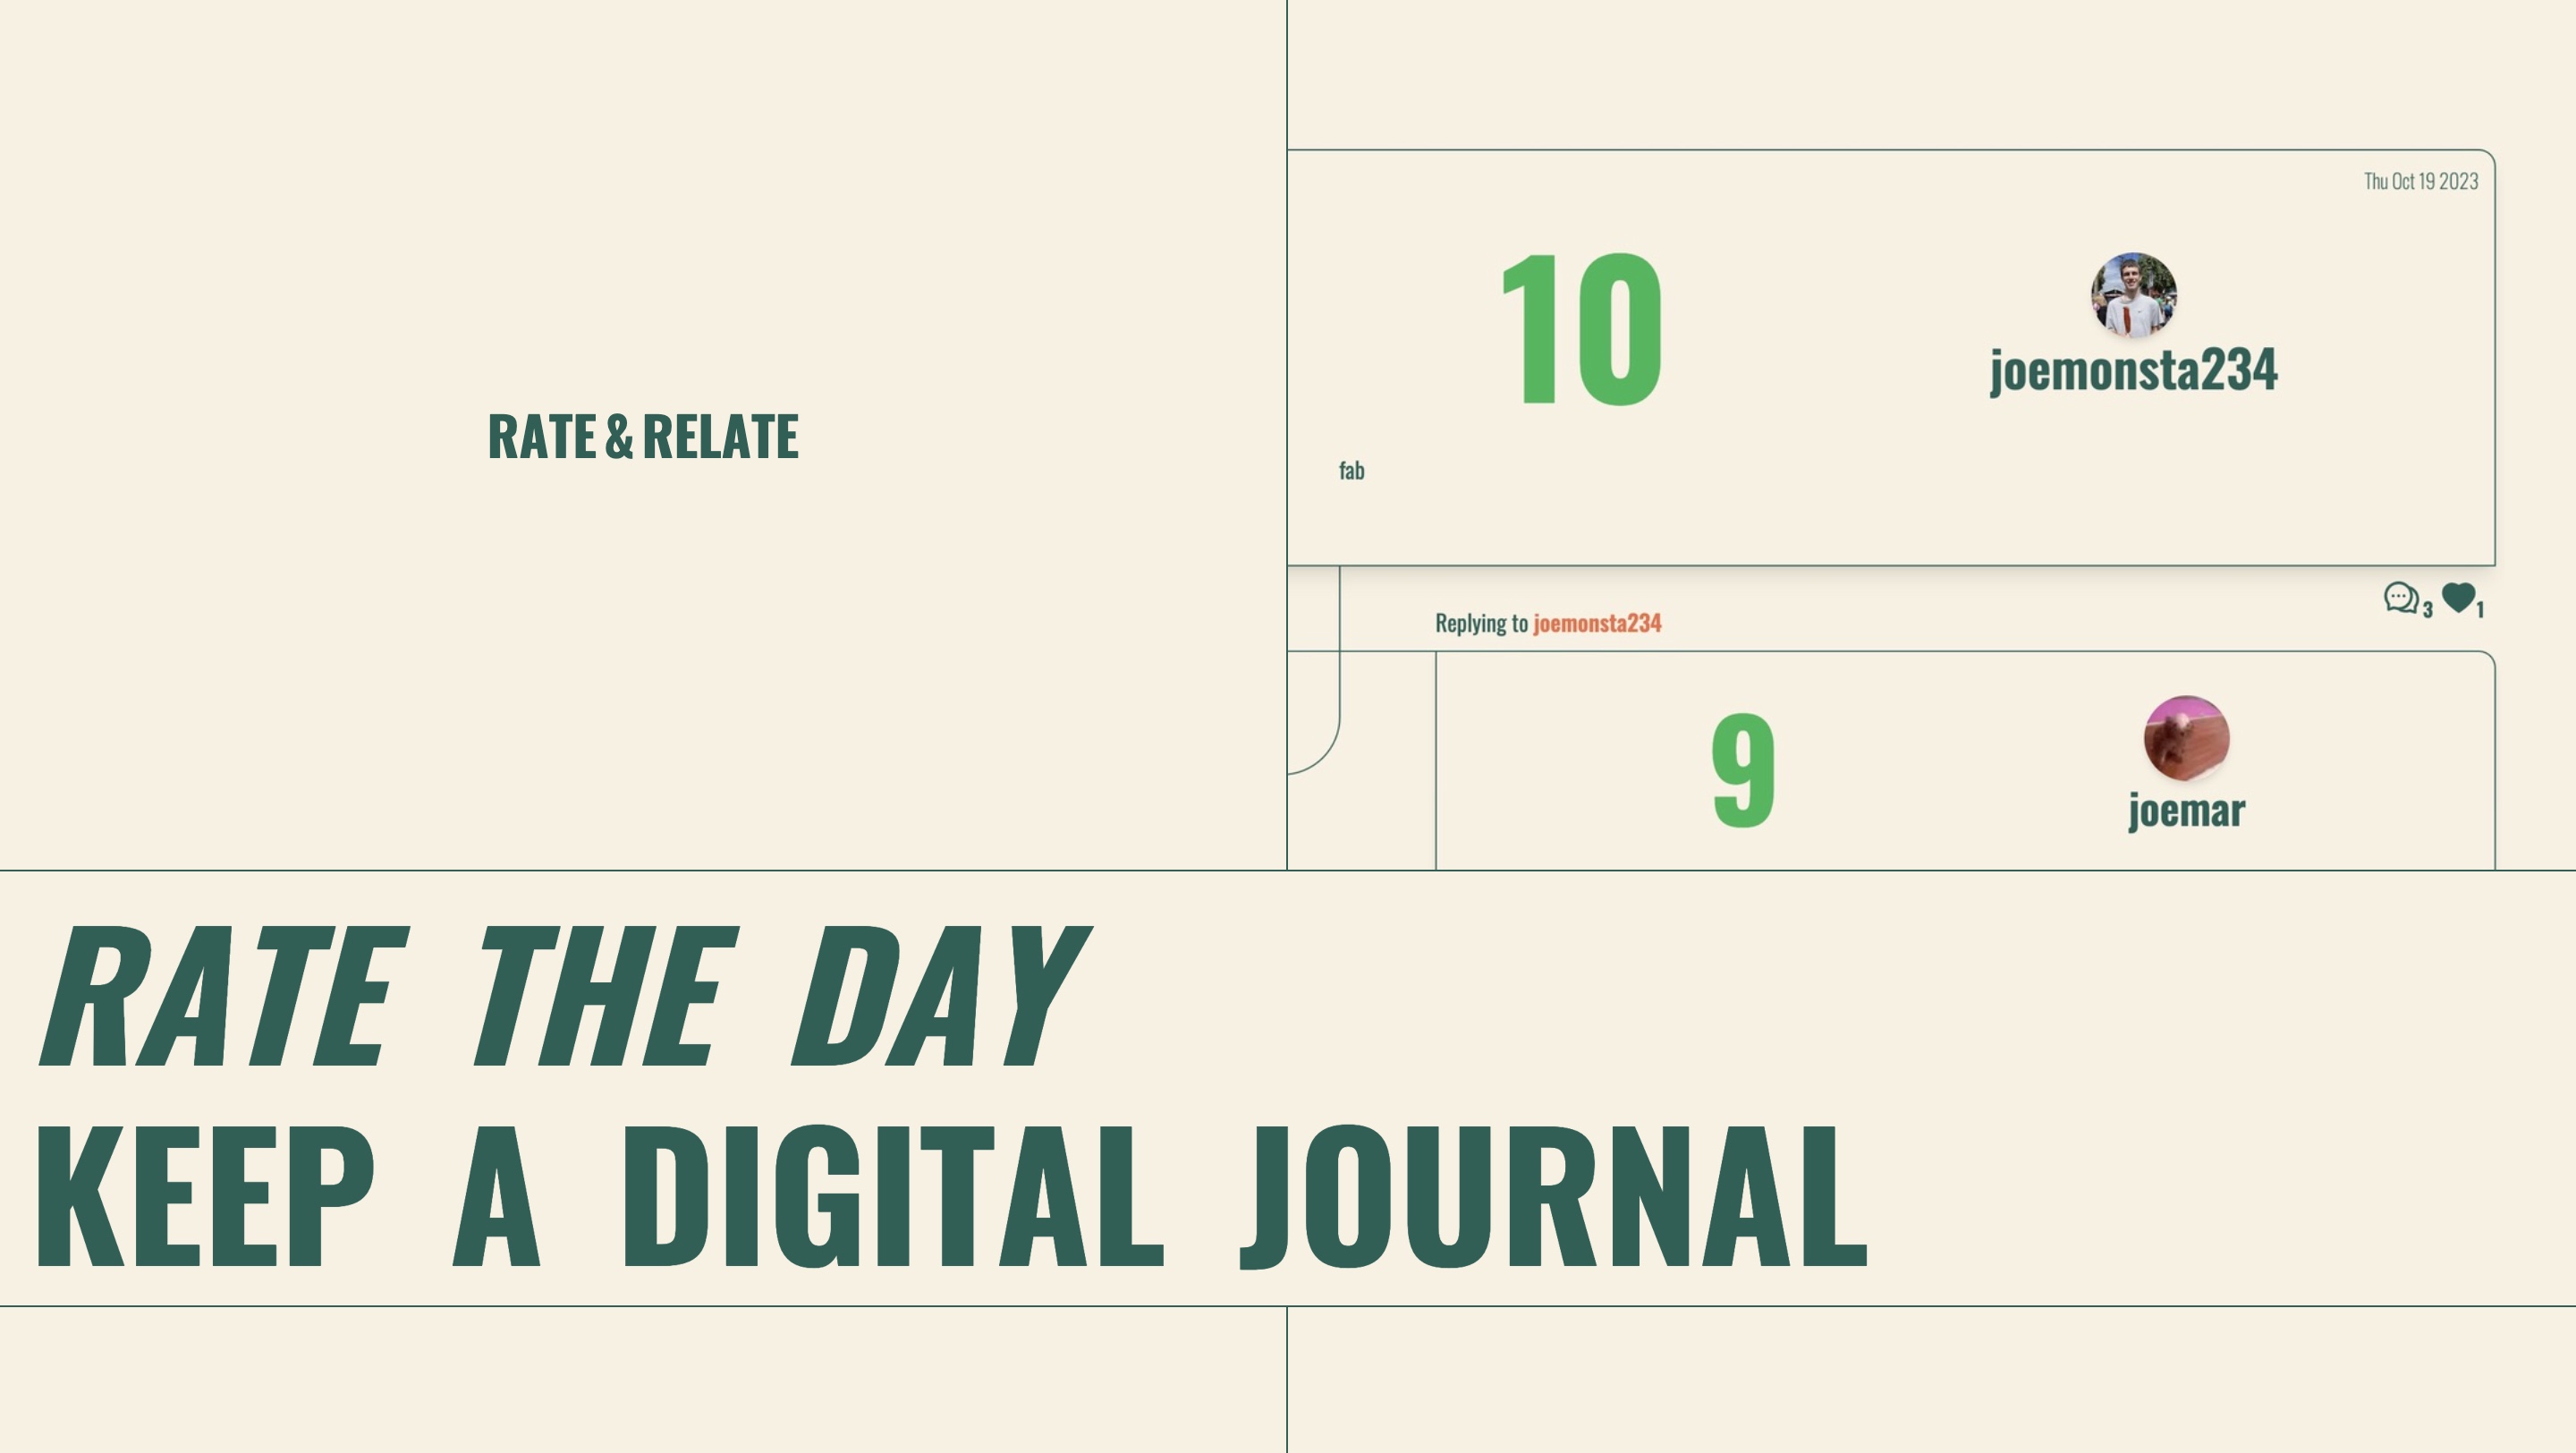 RATE & RELATE
Thu Oct 19 2023
10
joemonsta234
fab
3 1
Replying to joemonsta234
9
joemar
RATE THE DAY
KEEP A DIGITAL JOURNAL